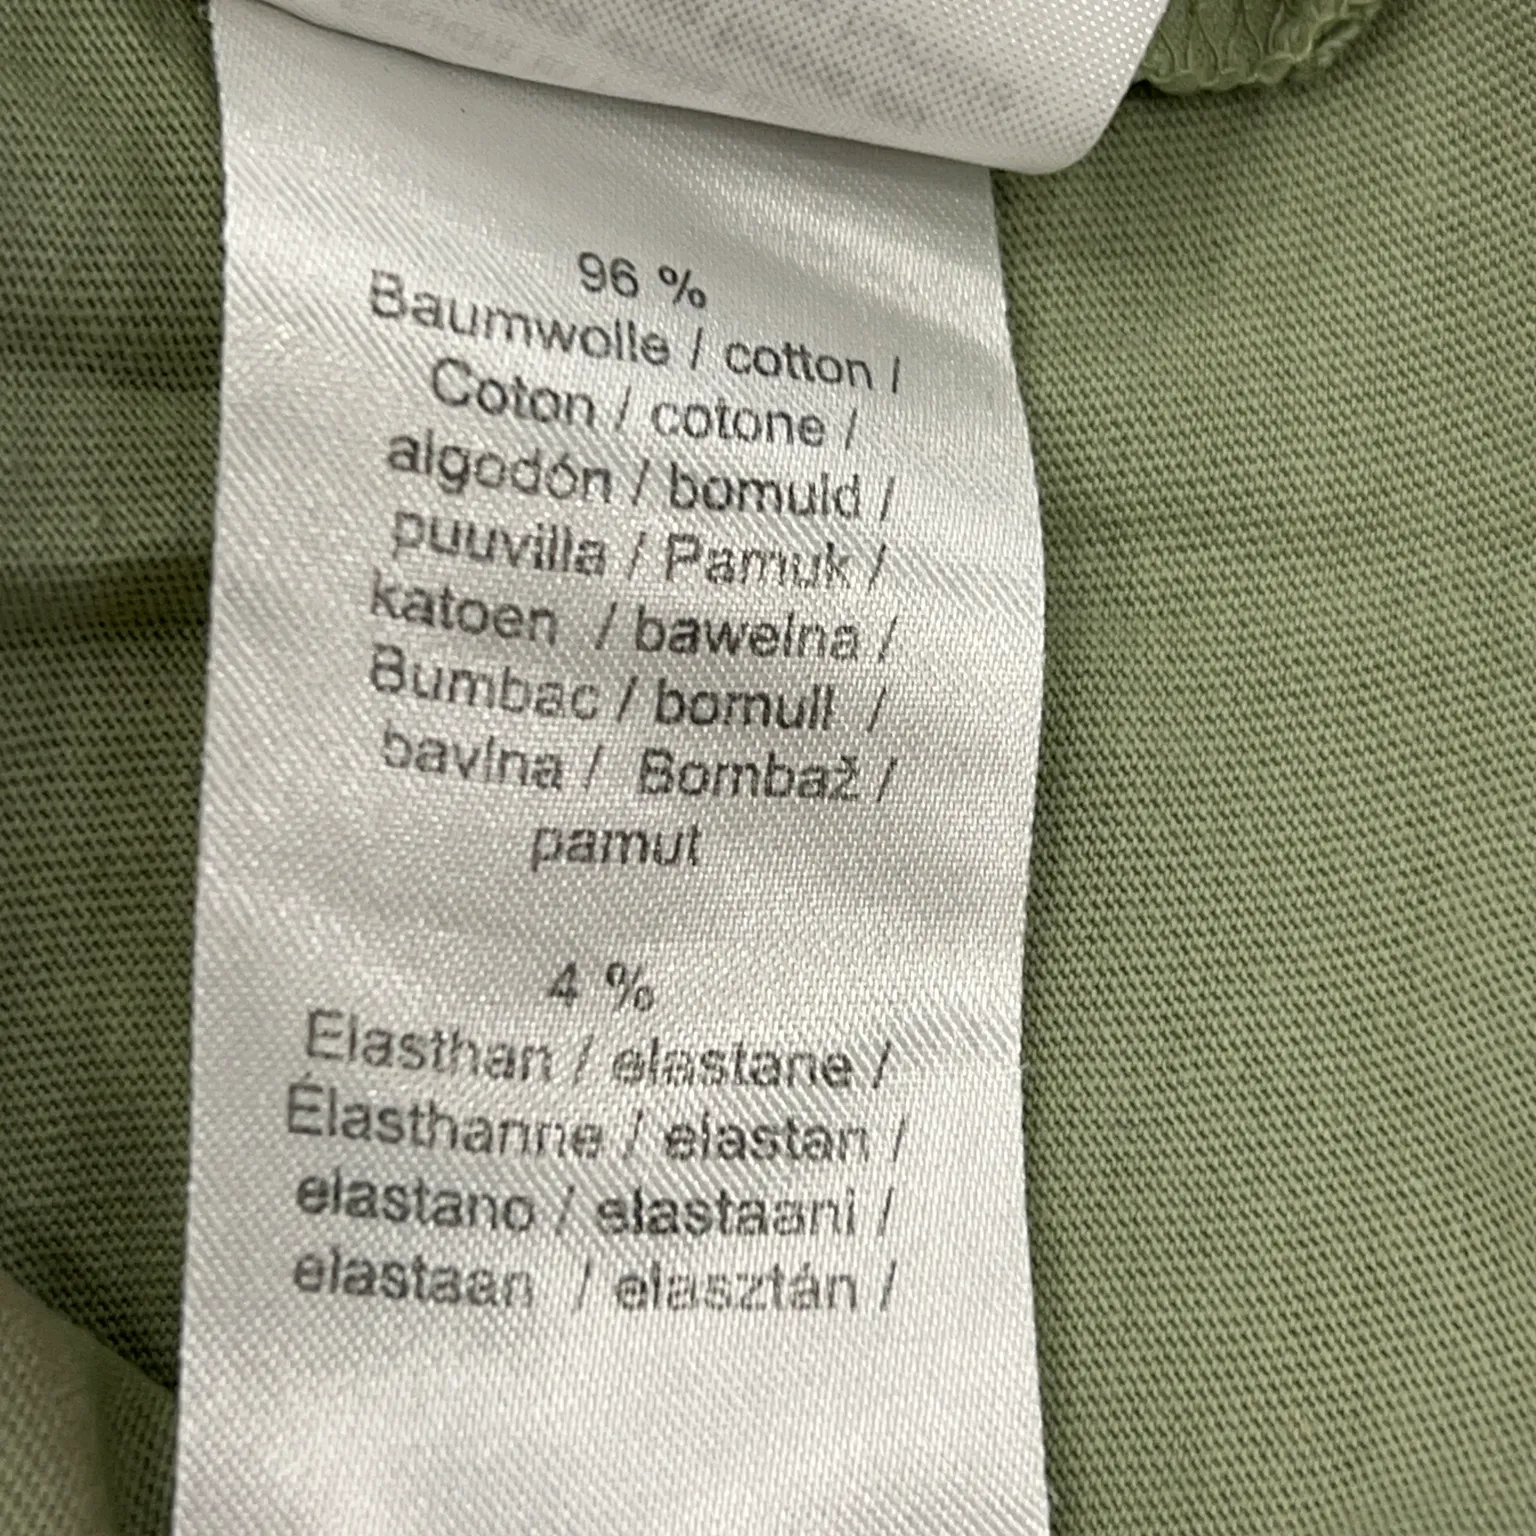 96 %
Baumwolle / cotton /
Coton / cotone /
algodón / bomuld /
puuvilla / Pamuk /
katoen / bawełna /
Bumbac / bomull /
bavlna / Bombaž /
pamut
4 %
Elasthan / elastane /
Élasthanne / elastan /
elastano / elastaani /
elastaan / elasztán /